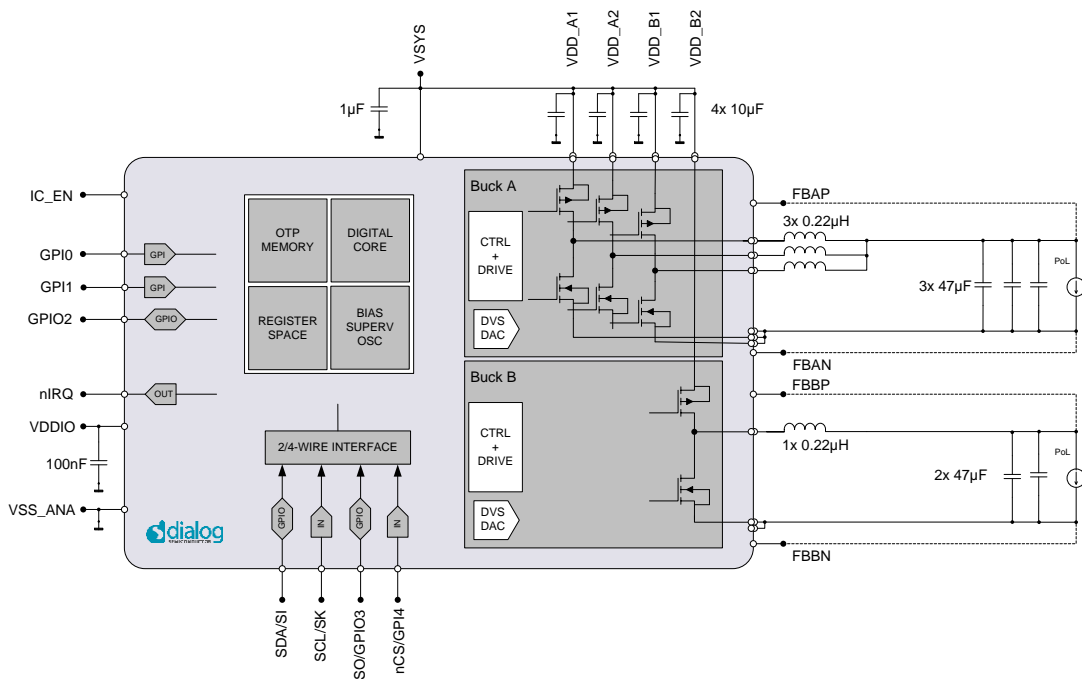 VSYS
VDD_A1
VDD_A2
VDD_B1
VDD_B2
1µF
4x 10µF
IC_EN
GPI0
GPI
GPI1
GPI
GPIO2
GPIO
nIRQ
OUT
VDDIO
100nF
VSS_ANA
OTP
MEMORY
DIGITAL
CORE
REGISTER
SPACE
BIAS
SUPERV
OSC
2/4-WIRE INTERFACE
GPIO
IN
GPIO
IN
SDA/SI
SCL/SK
SO/GPIO3
nCS/GPI4
dialog
SEMICONDUCTOR
Buck A
CTRL
+
DRIVE
DVS
DAC
FBAP
3x 0.22µH
3x 47µF
PoL
FBAN
Buck B
CTRL
+
DRIVE
DVS
DAC
FBBP
1x 0.22µH
2x 47µF
PoL
FBBN